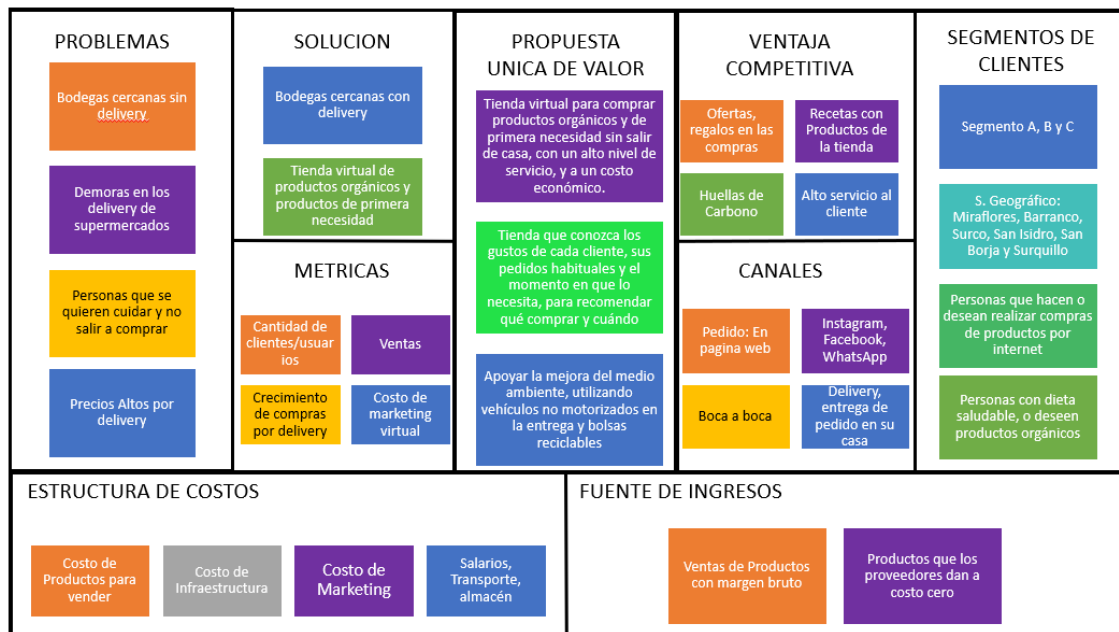 PROBLEMAS
Bodegas cercanas sin
delivery
Demoras en los
delivery de
supermercados
Personas que se
quieren cuidar y no
salir a comprar
Precios Altos por
delivery
SOLUCION
Bodegas cercanas con
delivery
Tienda virtual de
productos orgánicos y
productos de primera
necesidad
METRICAS
Cantidad de
clientes/usuar
ios
Ventas
Crecimiento
de compras
por delivery
Costo de
marketing
virtual
PROPUESTA
UNICA DE VALOR
Tienda virtual para comprar
productos orgánicos y de
primera necesidad sin salir
de casa, con un alto nivel de
servicio, y a un costo
económico.
Tienda que conozca los
gustos de cada cliente, sus
pedidos habituales y el
momento en que lo
necesita, para recomendar
qué comprar y cuándo
Apoyar la mejora del medio
ambiente, utilizando
vehículos no motorizados en
la entrega y bolsas
reciclables
VENTAJA
COMPETITIVA
Ofertas,
regalos en las
compras
Recetas con
Productos de
la tienda
Huellas de
Carbono
Alto servicio al
cliente
CANALES
Pedido: En
pagina web
Instagram,
Facebook,
WhatsApp
Boca a boca
Delivery,
entrega de
pedido en su
casa
SEGMENTOS DE
CLIENTES
Segmento A, B y C
S. Geográfico:
Miraflores, Barranco,
Surco, San Isidro, San
Borja y Surquillo
Personas que hacen o
desean realizar compras
de productos por
internet
Personas con dieta
saludable, o deseen
productos orgánicos
ESTRUCTURA DE COSTOS
Costo de
Productos para
vender
Costo de
Infraestructura
Costo de
Marketing
Salarios,
Transporte,
almacén
FUENTE DE INGRESOS
Ventas de Productos
con margen bruto
Productos que los
proveedores dan a
costo cero